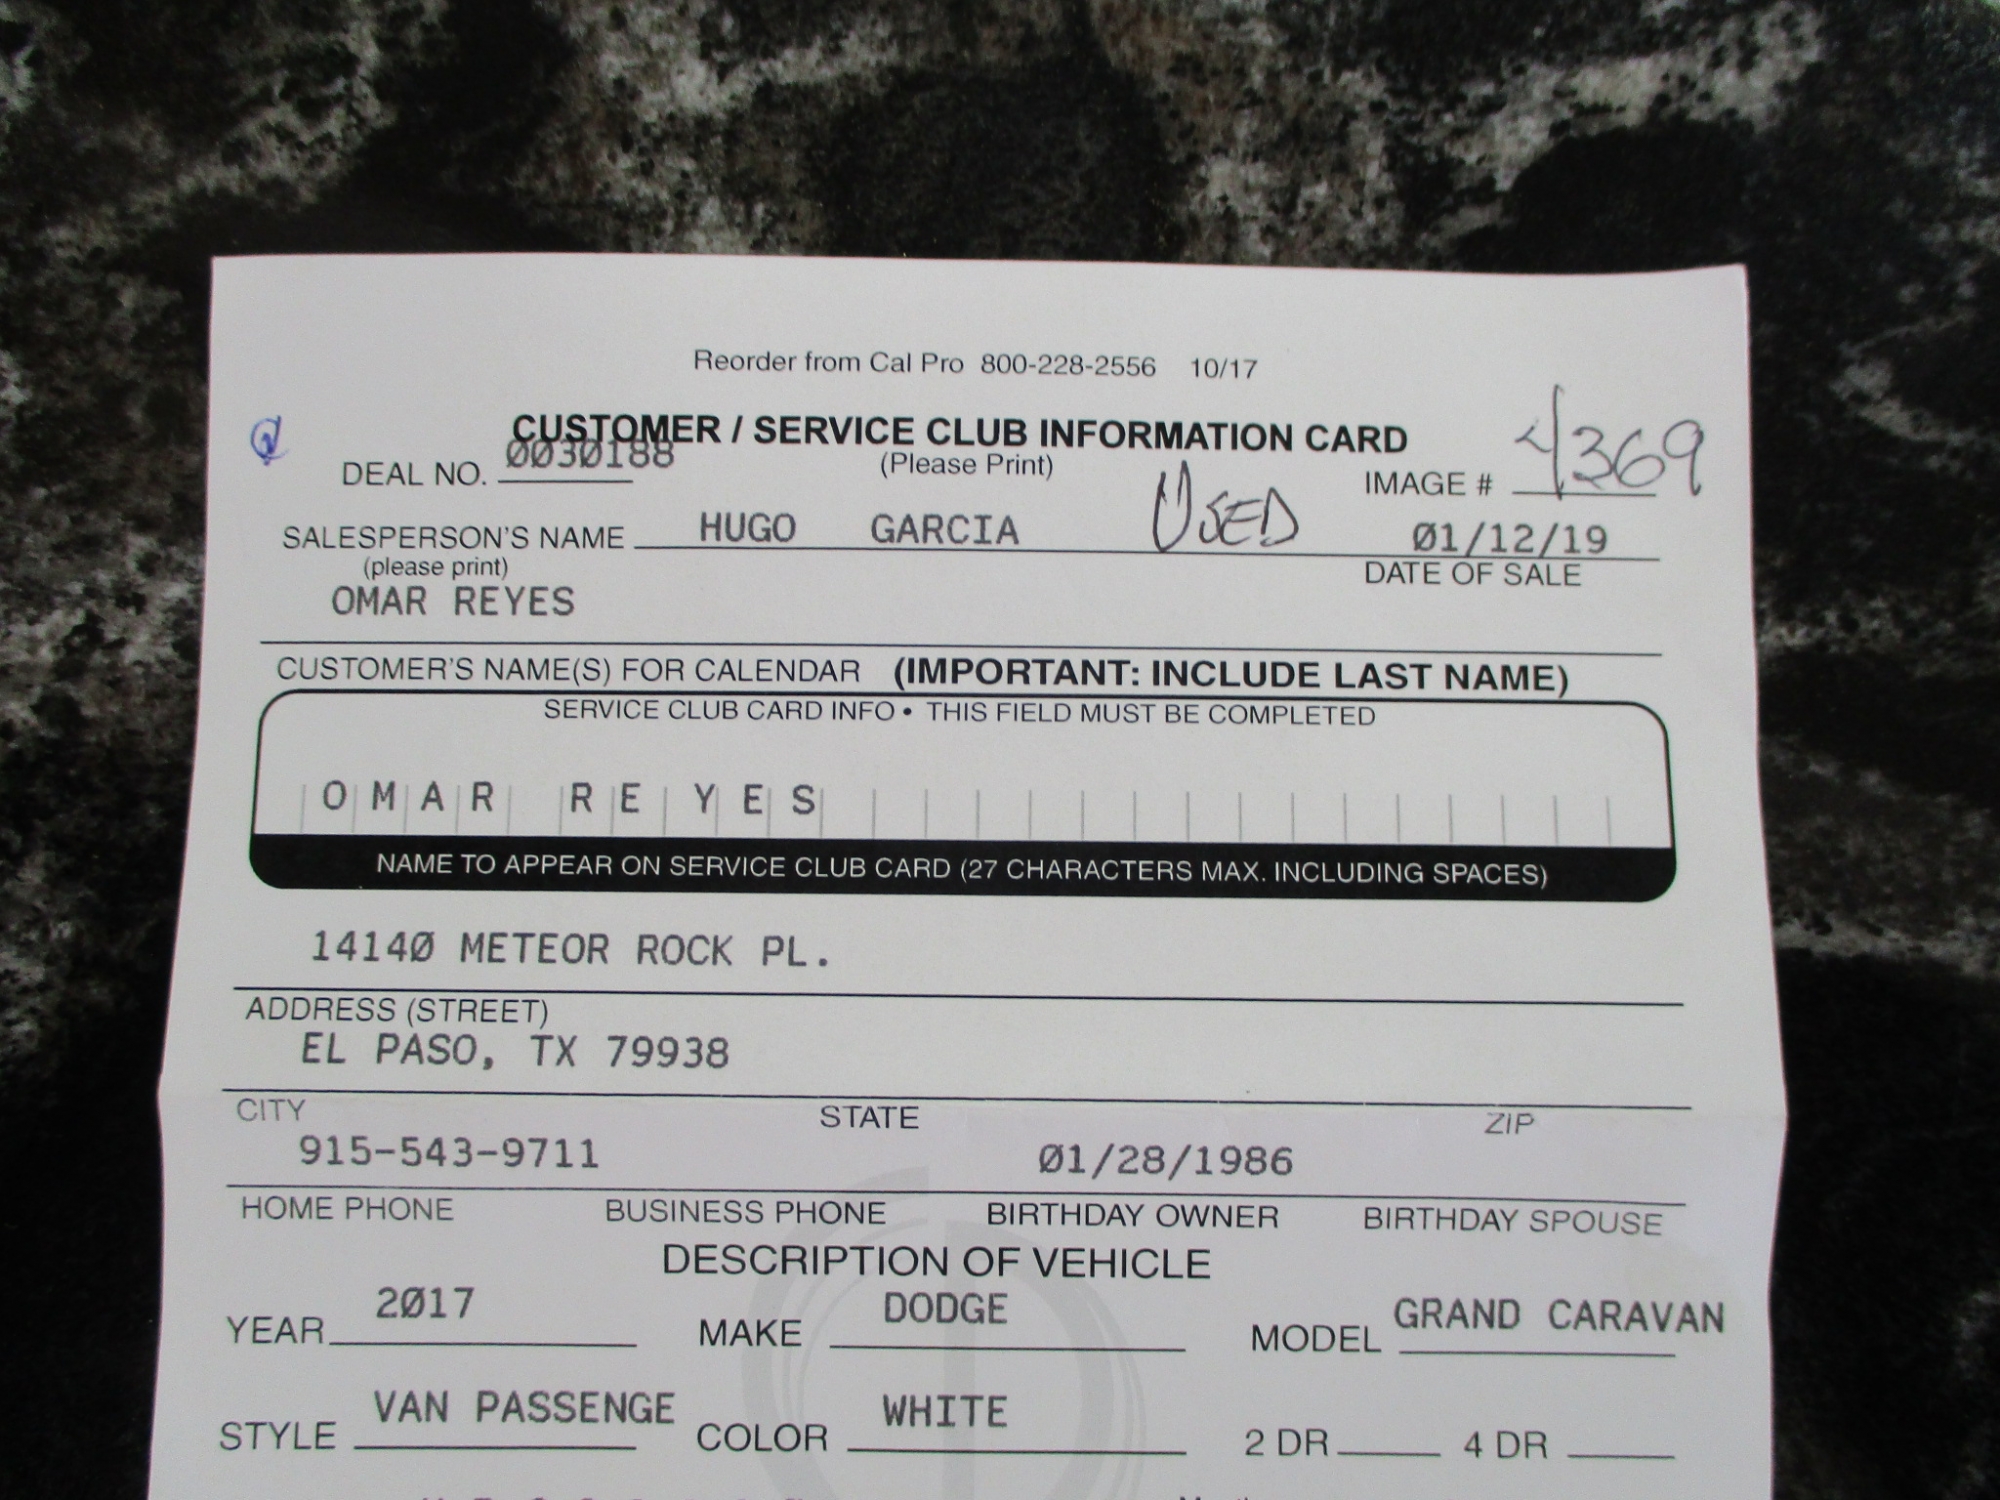 Reorder from Cal Pro 800-228-2556 10/17
CUSTOMER / SERVICE CLUB INFORMATION CARD
(Please Print)
DEAL NO. 0030188
IMAGE # 4369
SALESPERSON'S NAME HUGO GARCIA USED 01/12/19
(please print) DATE OF SALE
OMAR REYES
CUSTOMER'S NAME(S) FOR CALENDAR (IMPORTANT: INCLUDE LAST NAME)
SERVICE CLUB CARD INFO • THIS FIELD MUST BE COMPLETED
OMAR REYES
NAME TO APPEAR ON SERVICE CLUB CARD (27 CHARACTERS MAX. INCLUDING SPACES)
14140 METEOR ROCK PL.
ADDRESS (STREET)
EL PASO, TX 79938
CITY STATE ZIP
915-543-9711 01/28/1986
HOME PHONE BUSINESS PHONE BIRTHDAY OWNER BIRTHDAY SPOUSE
DESCRIPTION OF VEHICLE
YEAR 2017 MAKE DODGE MODEL GRAND CARAVAN
STYLE VAN PASSENGE COLOR WHITE 2 DR 4 DR